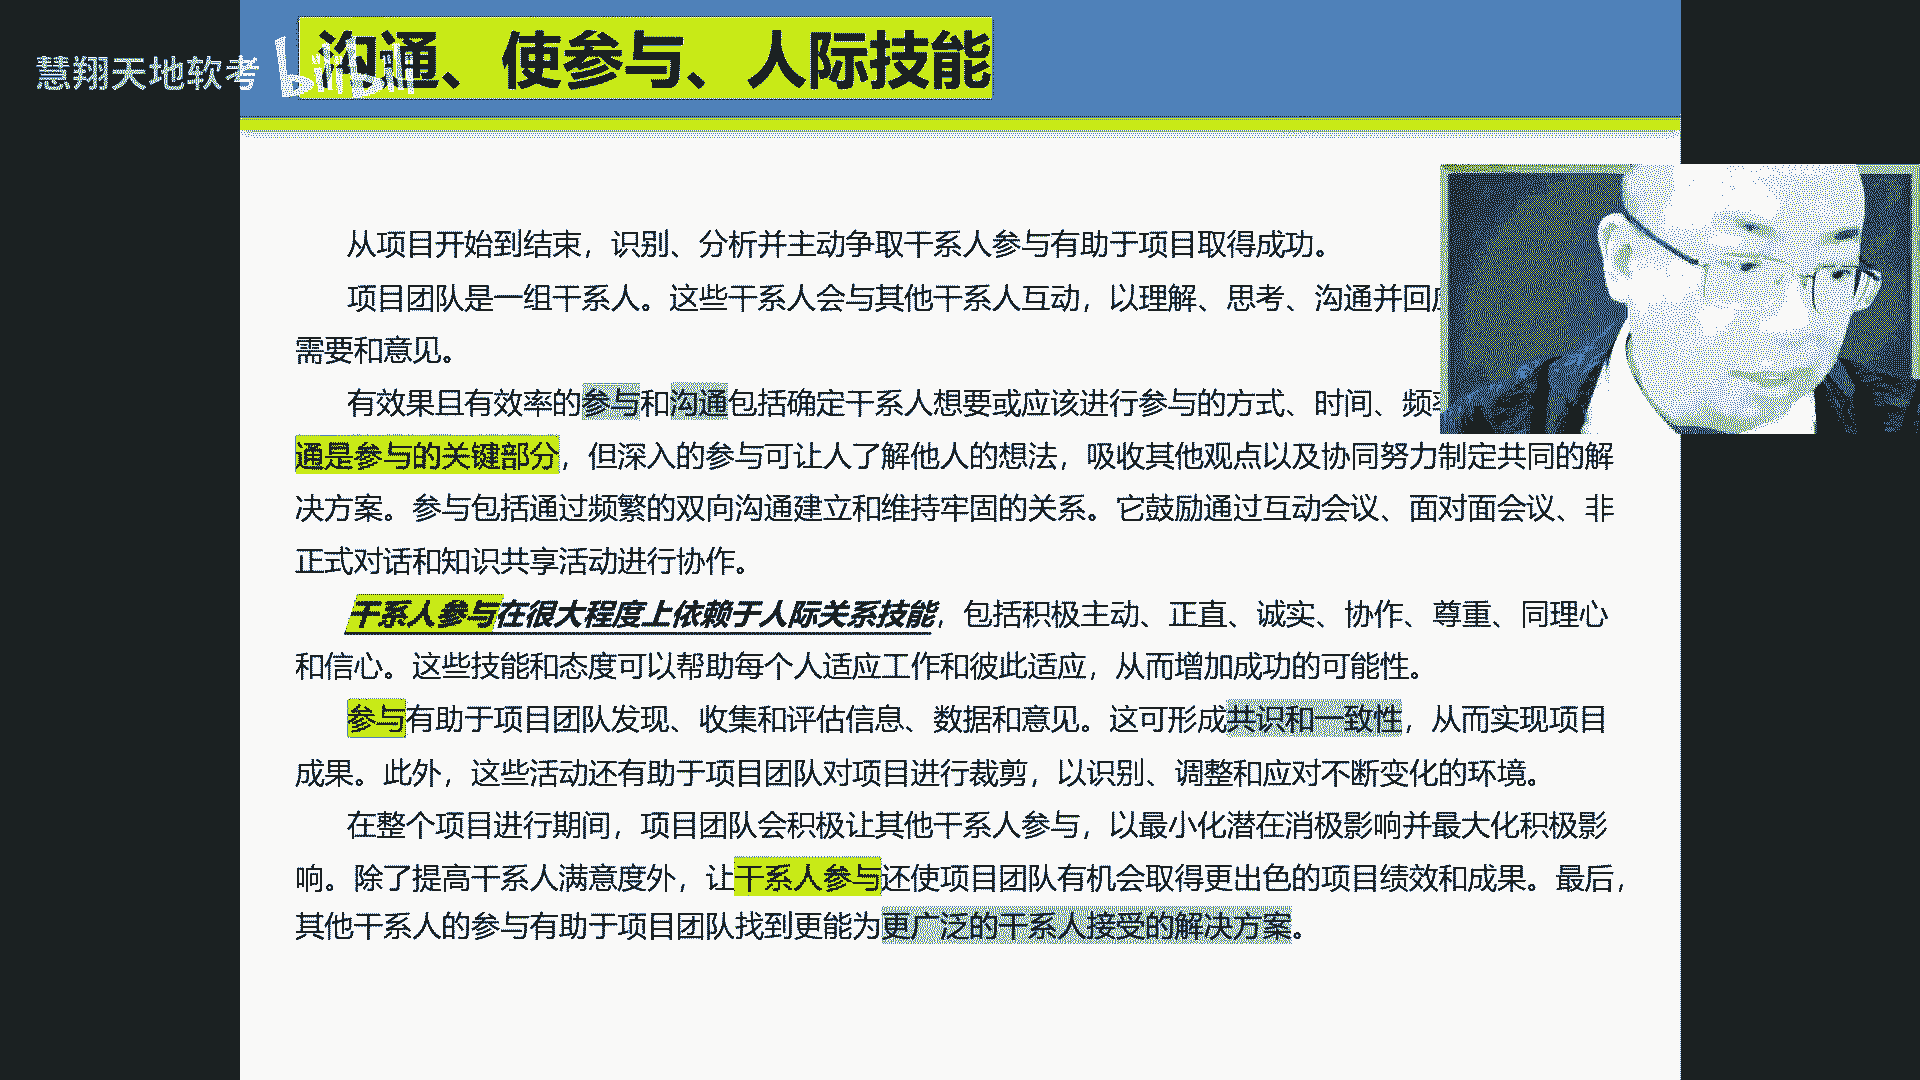 慧翔天地软考
bilibili
沟通、使参与、人际技能
从项目开始到结束，识别、分析并主动争取干系人参与有助于项目取得成功。
项目团队是一组干系人。这些干系人会与其他干系人互动，以理解、思考、沟通并回应
需要和意见。
有效果且有效率的参与和沟通包括确定干系人想要或应该进行参与的方式、时间、频率
通是参与的关键部分，但深入的参与可让人了解他人的想法，吸收其他观点以及协同努力制定共同的解
决方案。参与包括通过频繁的双向沟通建立和维持牢固的关系。它鼓励通过互动会议、面对面会议、非
正式对话和知识共享活动进行协作。
干系人参与在很大程度上依赖于人际关系技能，包括积极主动、正直、诚实、协作、尊重、同理心
和信心。这些技能和态度可以帮助每个人适应工作和彼此适应，从而增加成功的可能性。
参与有助于项目团队发现、收集和评估信息、数据和意见。这可形成共识和一致性，从而实现项目
成果。此外，这些活动还有助于项目团队对项目进行裁剪，以识别、调整和应对不断变化的环境。
在整个项目进行期间，项目团队会积极让其他干系人参与，以最小化潜在消极影响并最大化积极影
响。除了提高干系人满意度外，让干系人参与还使项目团队有机会取得更出色的项目绩效和成果。最后，
其他干系人的参与有助于项目团队找到更能为更广泛的干系人接受的解决方案。